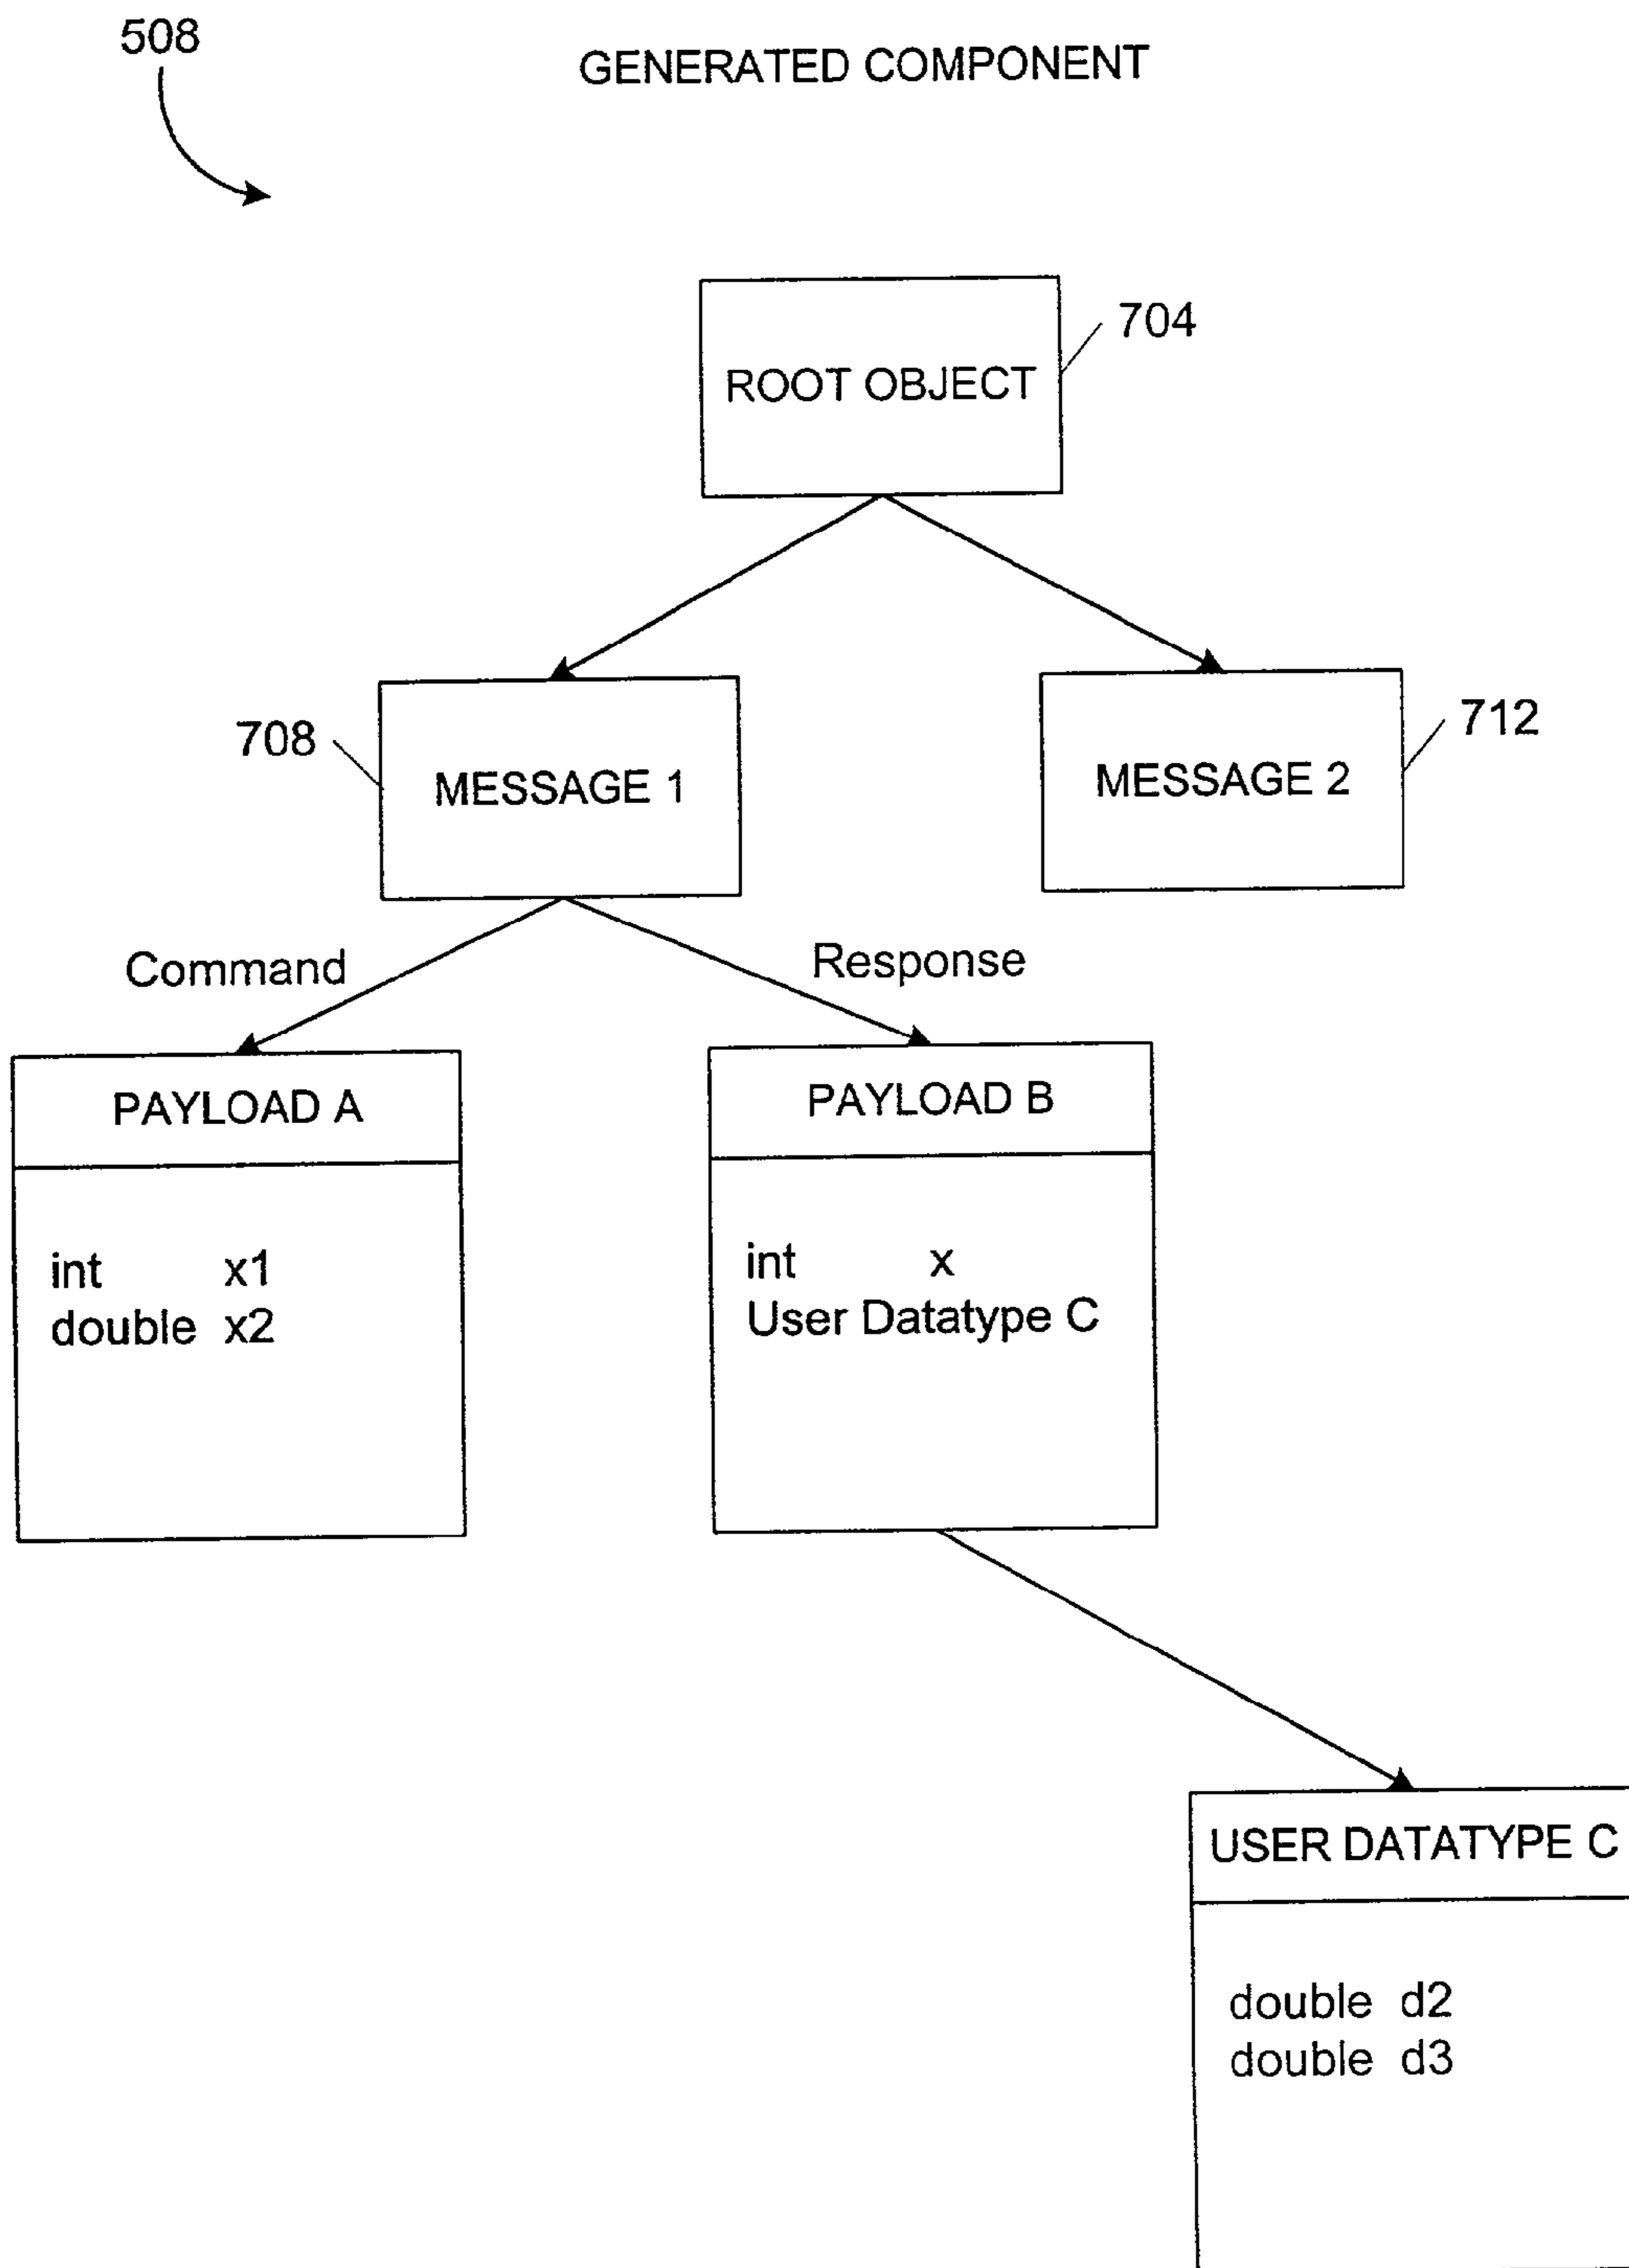 508
GENERATED COMPONENT
704
ROOT OBJECT
708
MESSAGE 1
712
MESSAGE 2
Command
Response
PAYLOAD A
PAYLOAD B
int x1
double x2
int x
User Datatype C
USER DATATYPE C
double d2
double d3